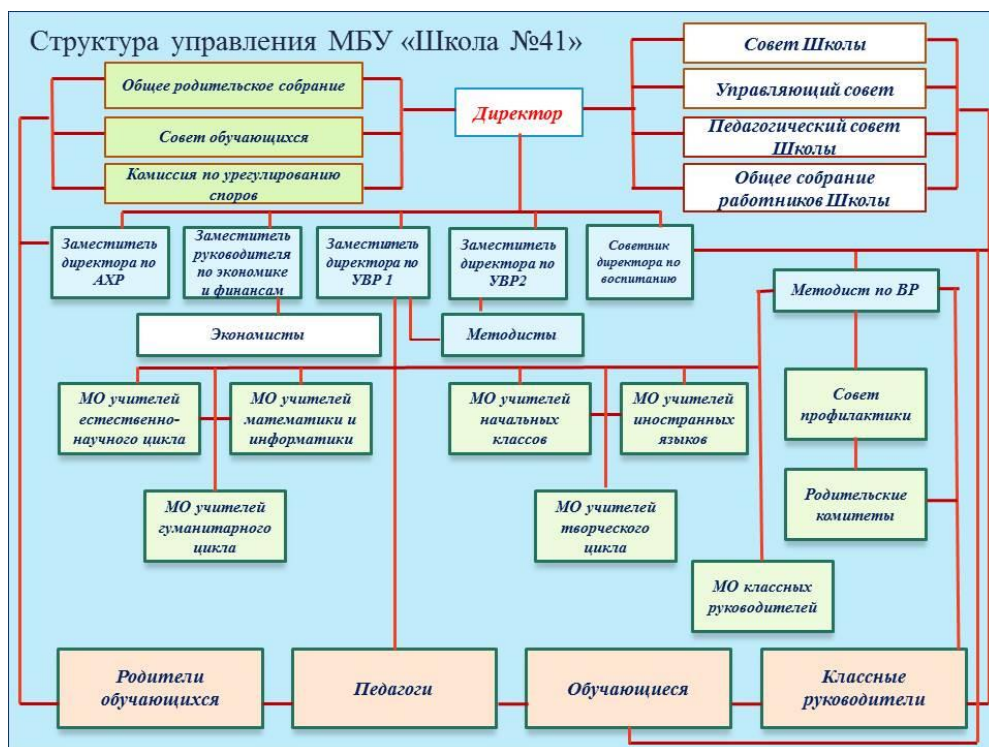 Структура управления МБУ «Школа №41»
Общее родительское собрание
Совет обучающихся
Комиссия по урегулированию
споров
Директор
Совет Школы
Управляющий совет
Педагогический совет
Школы
Общее собрание
работников Школы
Заместитель
директора по
АХР
Заместитель
руководителя
по экономике
и финансам
Заместитель
директора по
УВР 1
Заместитель
директора по
УВР2
Советник
директора по
воспитанию
Методист по ВР
Экономисты
Методисты
МО учителей
естественно-
научного цикла
МО учителей
математики и
информатики
МО учителей
начальных
классов
МО учителей
иностранных
языков
Совет
профилактики
МО учителей
гуманитарного
цикла
МО учителей
творческого
цикла
Родительские
комитеты
МО классных
руководителей
Родители
обучающихся
Педагоги
Обучающиеся
Классные
руководители